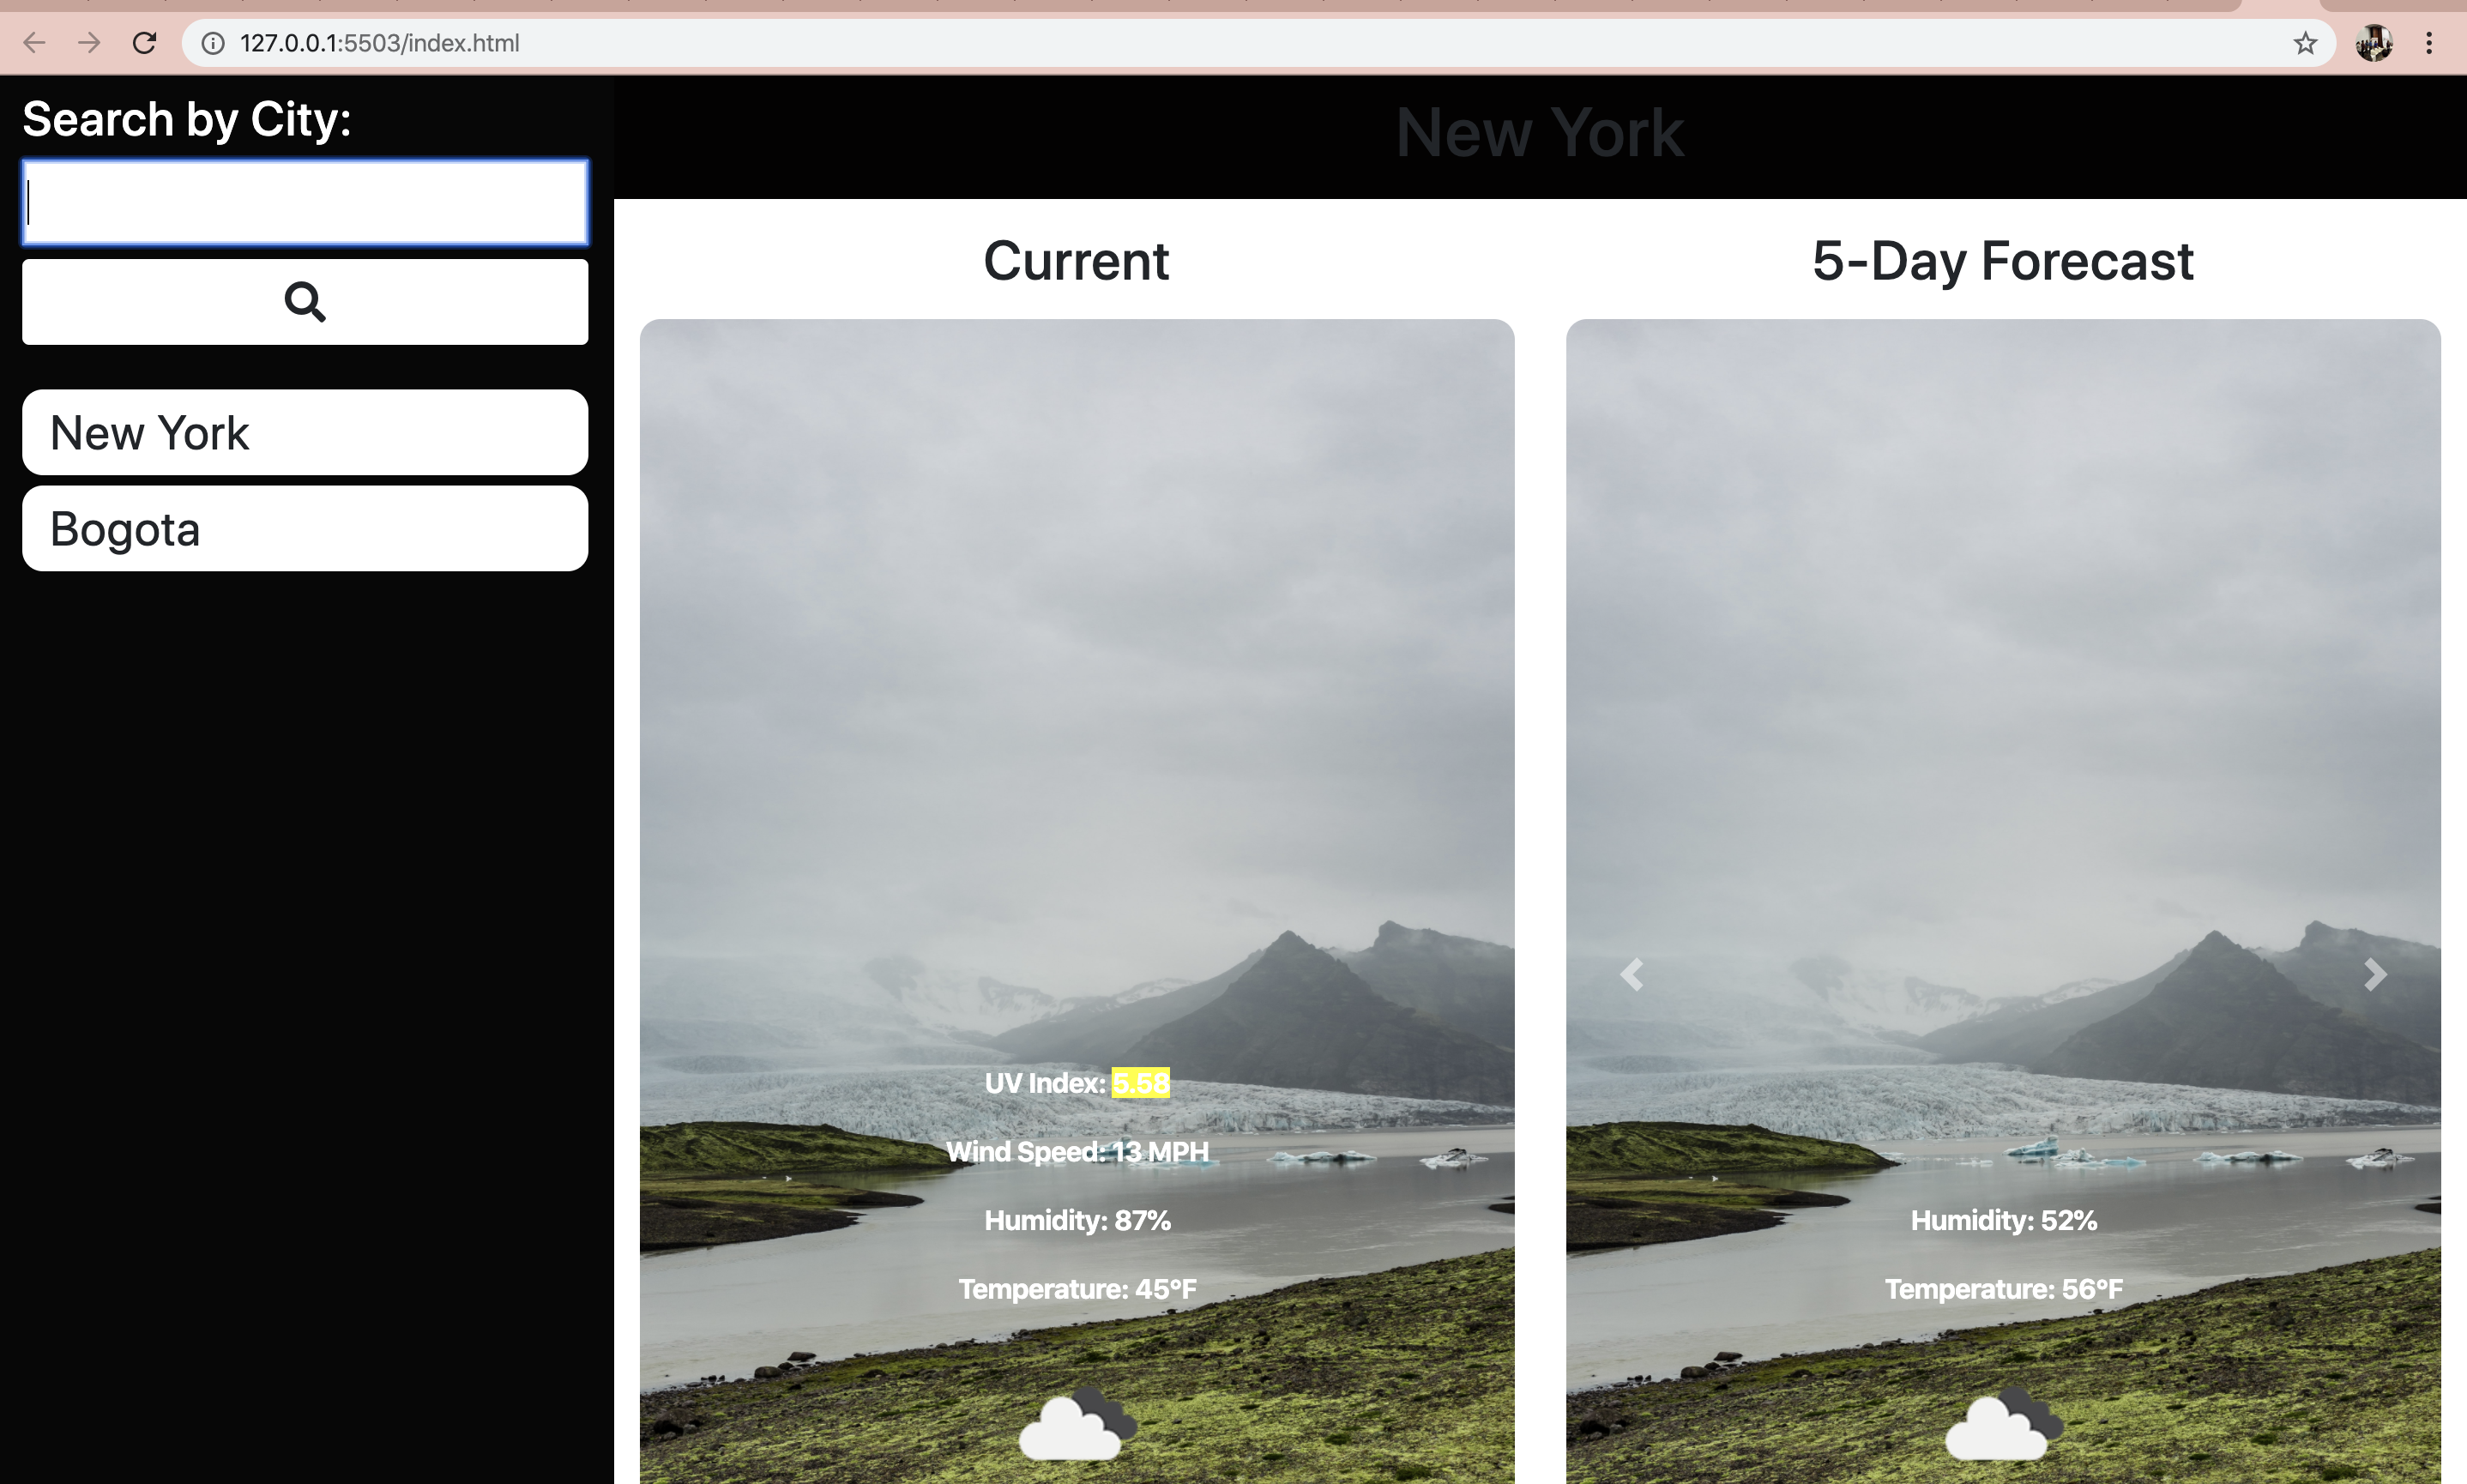 127.0.0.1:5503/index.html
Search by City:
New York
Bogota
New York
Current
UV Index: 5.58
Wind Speed: 13 MPH
Humidity: 87%
Temperature: 45°F
5-Day Forecast
Humidity: 52%
Temperature: 56°F